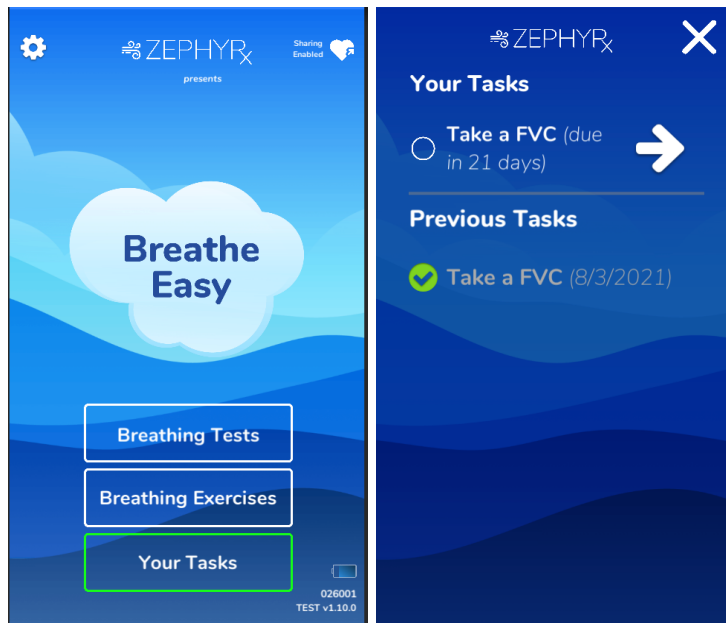 ZEPHYRx
Sharing
Enabled
presents
Breathe
Easy
Breathing Tests
Breathing Exercises
Your Tasks
026001
TEST v1.10.0
ZEPHYRx
Your Tasks
Take a FVC (due
in 21 days)
Previous Tasks
Take a FVC (8/3/2021)